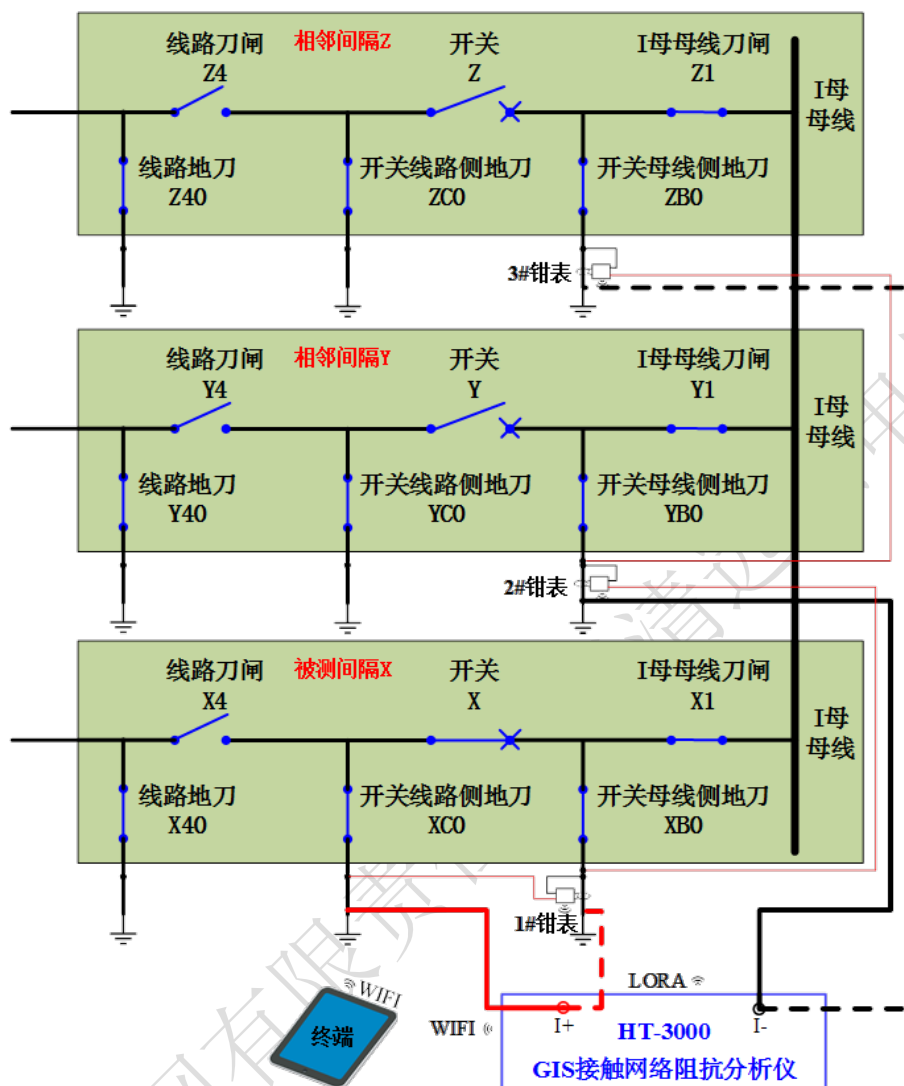 线路刀闸 相邻间隔Z 开关 I母母线刀闸
Z4 Z Z1
I母
母线
线路地刀 开关线路侧地刀 开关母线侧地刀
Z40 ZC0 ZB0
3#钳表
线路刀闸 相邻间隔Y 开关 I母母线刀闸
Y4 Y Y1
I母
母线
线路地刀 开关线路侧地刀 开关母线侧地刀
Y40 YC0 YB0
2#钳表
线路刀闸 被测间隔X 开关 I母母线刀闸
X4 X X1
I母
母线
线路地刀 开关线路侧地刀 开关母线侧地刀
X40 XC0 XB0
1#钳表
LORA
WIFI
WIFI I+ HT-3000 I-
终端
GIS接触网络阻抗分析仪
有限责任
清远